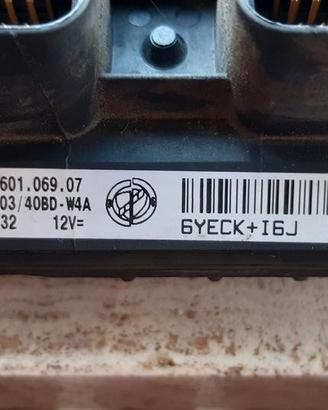 601.069.07
03/40BD-W4A
32 12V=
6YECK+I6J